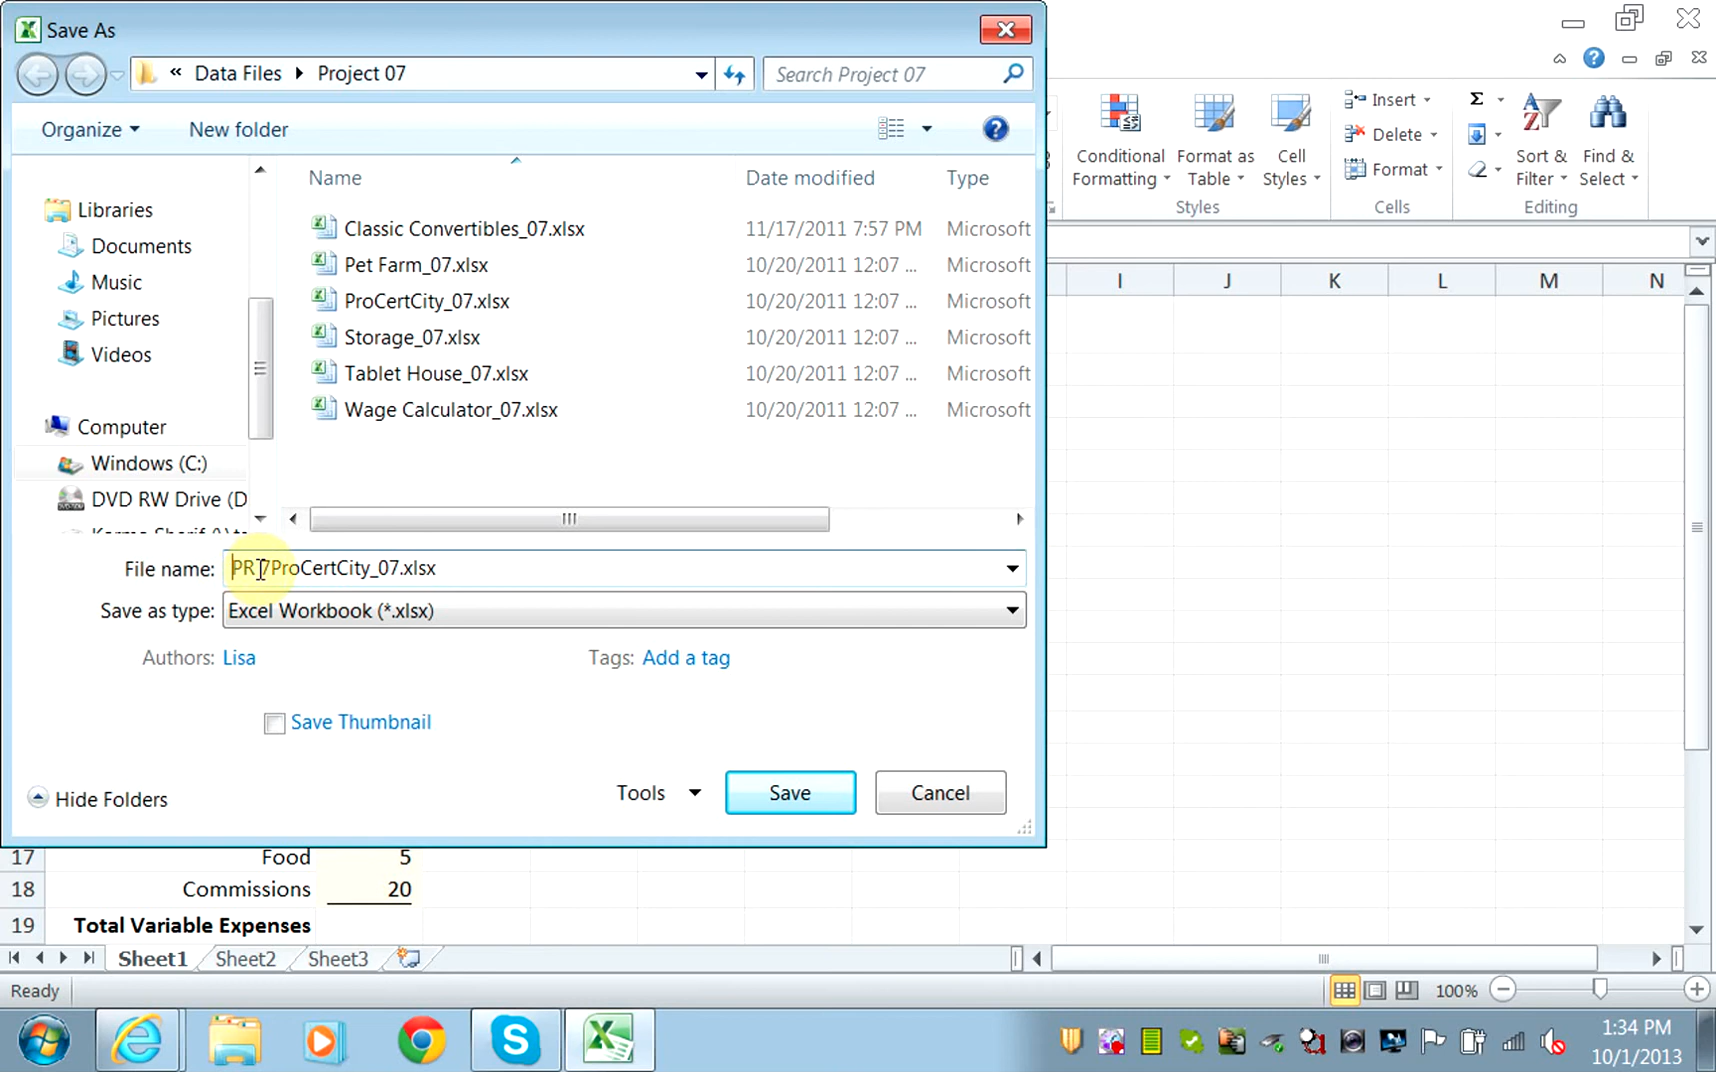 Save As
« Data Files Project 07
Search Project 07
Organize
New folder
Name
Date modified
Type
Libraries
Documents
Music
Pictures
Videos
Computer
Windows (C:)
DVD RW Drive (D
Classic Convertibles_07.xlsx 11/17/2011 7:57 PM Microsoft
Pet Farm_07.xlsx 10/20/2011 12:07 ... Microsoft
ProCertCity_07.xlsx 10/20/2011 12:07 ... Microsoft
Storage_07.xlsx 10/20/2011 12:07 ... Microsoft
Tablet House_07.xlsx 10/20/2011 12:07 ... Microsoft
Wage Calculator_07.xlsx 10/20/2011 12:07 ... Microsoft
File name: PR 7ProCertCity_07.xlsx
Save as type: Excel Workbook (*.xlsx)
Authors: Lisa
Tags: Add a tag
Save Thumbnail
Hide Folders
Tools
Save
Cancel
Conditional Formatting
Format as Table
Cell Styles
Styles
Insert
Delete
Format
Cells
Σ
Sort & Filter
Find & Select
Editing
I J K L M N
17 Food 5
18 Commissions 20
19 Total Variable Expenses
Sheet1 Sheet2 Sheet3
Ready
100%
1:34 PM
10/1/2013